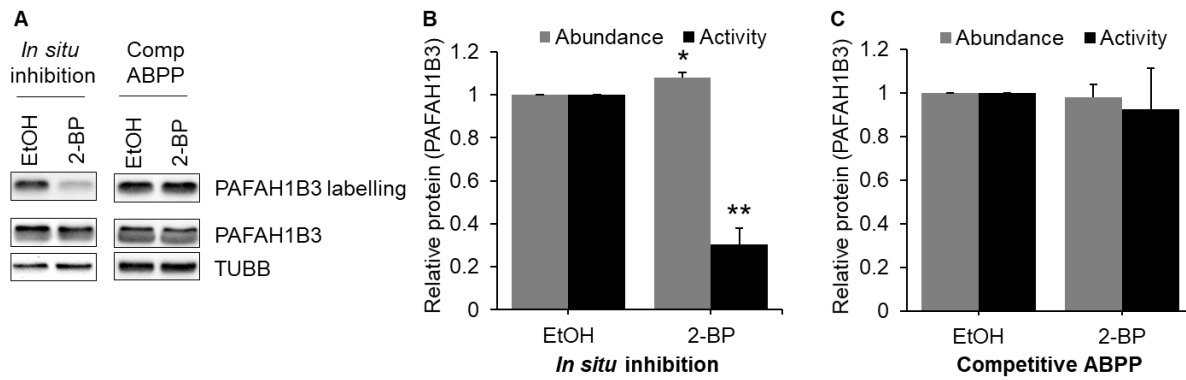 A
In situ
inhibition
Comp
ABPP
EtOH
2-BP
EtOH
2-BP
PAFAH1B3 labelling
PAFAH1B3
TUBB
B
Abundance
Activity
Relative protein (PAFAH1B3)
1.2
1
0.8
0.6
0.4
0.2
0
*
**
EtOH
2-BP
In situ inhibition
C
Abundance
Activity
Relative protein (PAFAH1B3)
1.2
1
0.8
0.6
0.4
0.2
0
EtOH
2-BP
Competitive ABPP